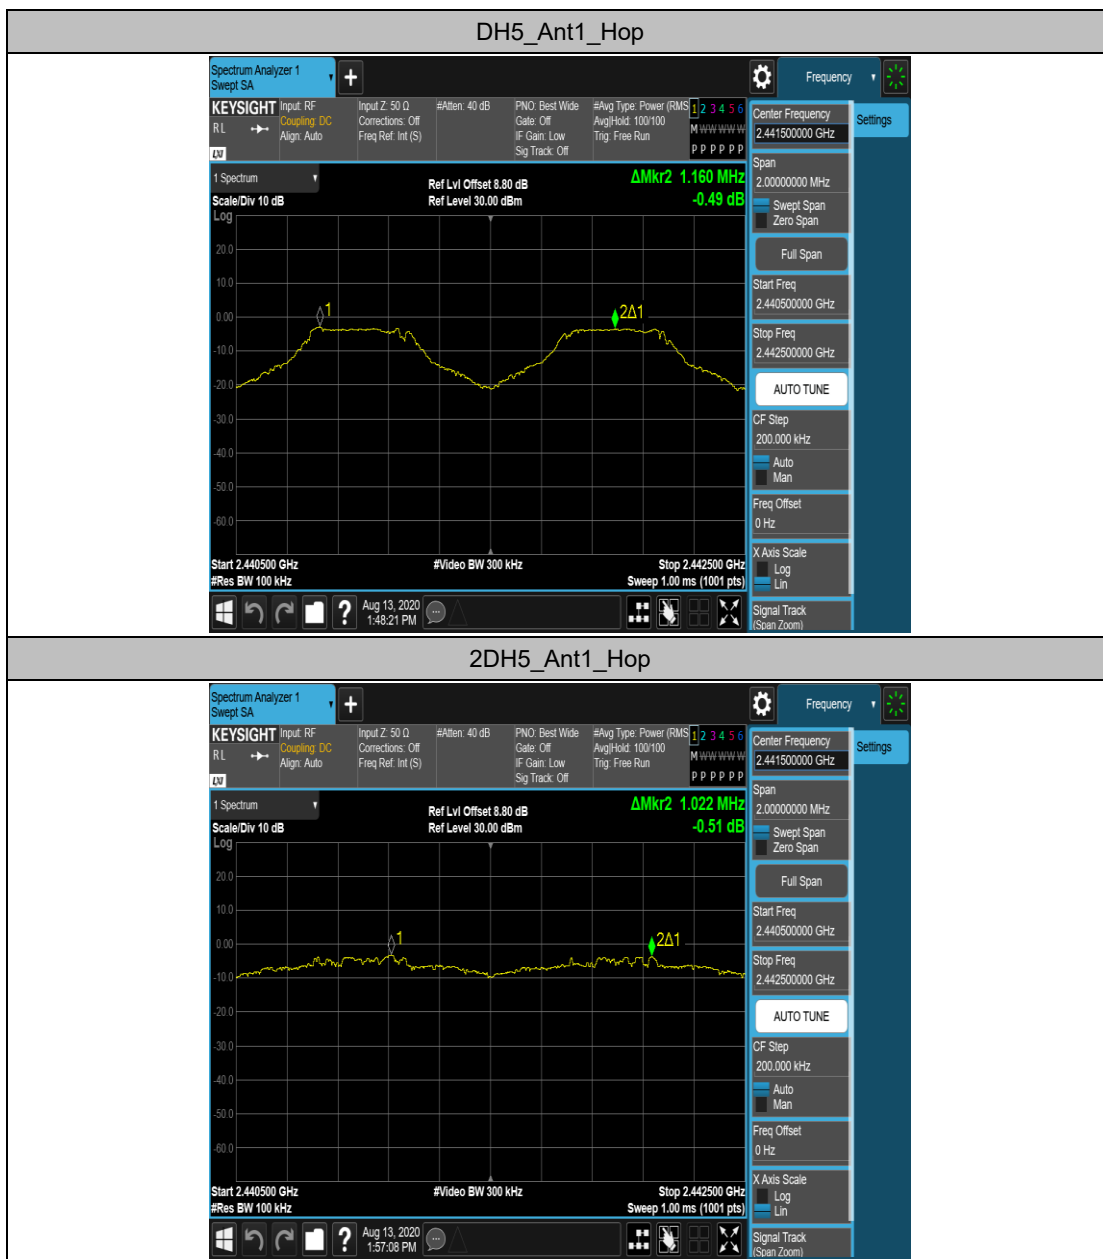 DH5_Ant1_Hop
Spectrum Analyzer 1
Swept SA
Frequency
KEYSIGHT
RL
LXI
Input: RF
Coupling: DC
Align: Auto
Input Z: 50 Ω
Corrections: Off
Freq Ref: Int (S)
#Atten: 40 dB
PNO: Best Wide
Gate: Off
IF Gain: Low
Sig Track: Off
#Avg Type: Power (RMS
Avg|Hold: 100/100
Trig: Free Run
1 2 3 4 5 6
M W W W W W
P P P P P P
Center Frequency
2.441500000 GHz
Settings
Span
2.00000000 MHz
Swept Span
Zero Span
Full Span
Start Freq
2.440500000 GHz
Stop Freq
2.442500000 GHz
AUTO TUNE
CF Step
200.000 kHz
Auto
Man
Freq Offset
0 Hz
X Axis Scale
Log
Lin
Signal Track
(Span Zoom)
1 Spectrum
Scale/Div 10 dB
Ref Lvl Offset 8.80 dB
Ref Level 30.00 dBm
ΔMkr2 1.160 MHz
-0.49 dB
Log
20.0
10.0
0.00
-10.0
-20.0
-30.0
-40.0
-50.0
-60.0
1
2Δ1
Start 2.440500 GHz
#Res BW 100 kHz
#Video BW 300 kHz
Stop 2.442500 GHz
Sweep 1.00 ms (1001 pts)
Aug 13, 2020
1:48:21 PM
2DH5_Ant1_Hop
Spectrum Analyzer 1
Swept SA
Frequency
KEYSIGHT
RL
LXI
Input: RF
Coupling: DC
Align: Auto
Input Z: 50 Ω
Corrections: Off
Freq Ref: Int (S)
#Atten: 40 dB
PNO: Best Wide
Gate: Off
IF Gain: Low
Sig Track: Off
#Avg Type: Power (RMS
Avg|Hold: 100/100
Trig: Free Run
1 2 3 4 5 6
M W W W W W
P P P P P P
Center Frequency
2.441500000 GHz
Settings
Span
2.00000000 MHz
Swept Span
Zero Span
Full Span
Start Freq
2.440500000 GHz
Stop Freq
2.442500000 GHz
AUTO TUNE
CF Step
200.000 kHz
Auto
Man
Freq Offset
0 Hz
X Axis Scale
Log
Lin
Signal Track
(Span Zoom)
1 Spectrum
Scale/Div 10 dB
Ref Lvl Offset 8.80 dB
Ref Level 30.00 dBm
ΔMkr2 1.022 MHz
-0.51 dB
Log
20.0
10.0
0.00
-10.0
-20.0
-30.0
-40.0
-50.0
-60.0
1
2Δ1
Start 2.440500 GHz
#Res BW 100 kHz
#Video BW 300 kHz
Stop 2.442500 GHz
Sweep 1.00 ms (1001 pts)
Aug 13, 2020
1:57:08 PM